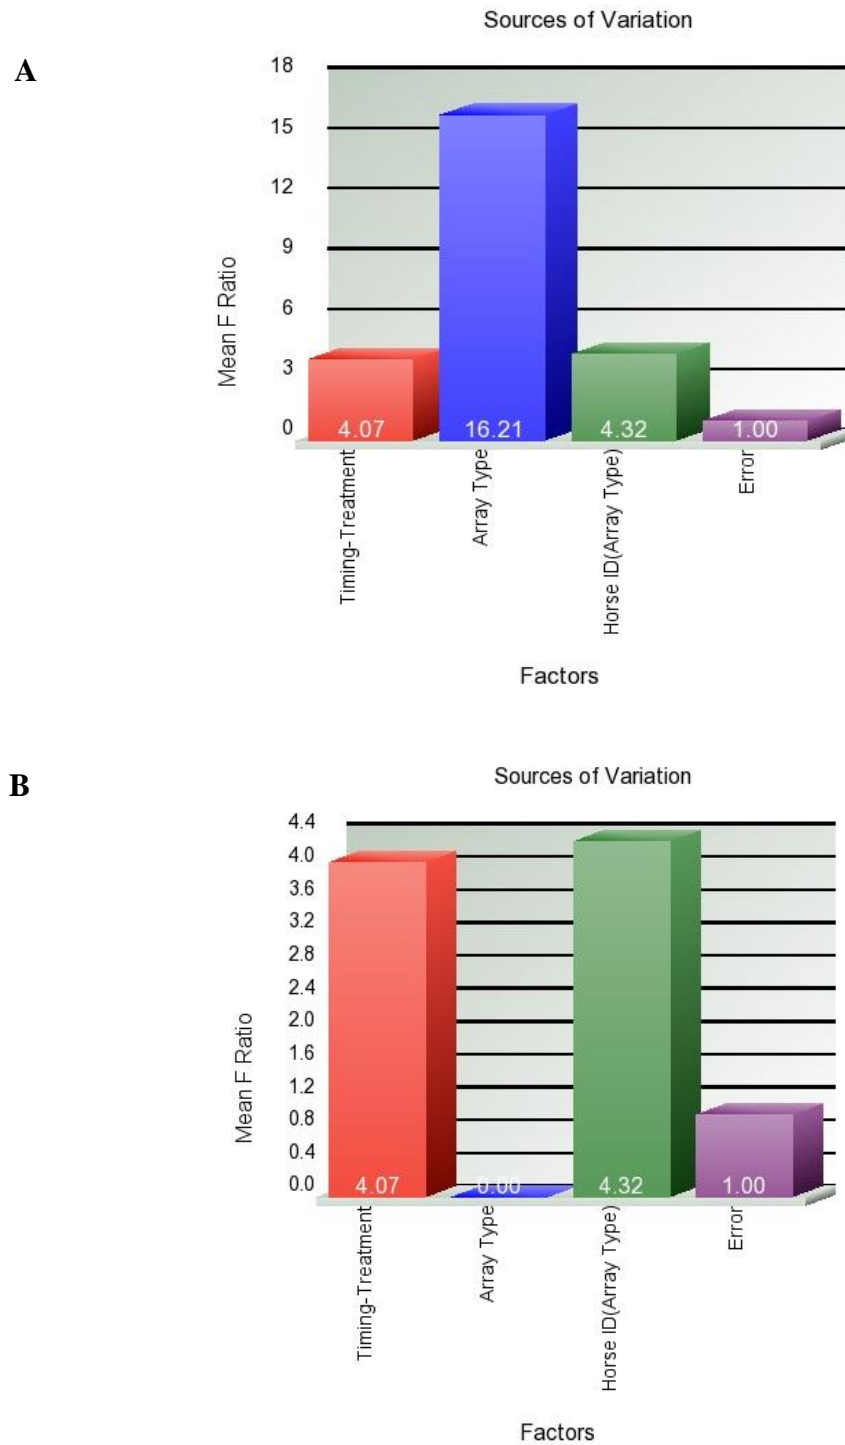 A
Sources of Variation
18
15
12
9
6
3
0
Mean F Ratio
4.07
16.21
4.32
1.00
Timing-Treatment
Array Type
Horse ID(Array Type)
Error
Factors
B
Sources of Variation
4.4
4.0
3.6
3.2
2.8
2.4
2.0
1.6
1.2
0.8
0.4
0.0
Mean F Ratio
4.07
0.00
4.32
1.00
Timing-Treatment
Array Type
Horse ID(Array Type)
Error
Factors